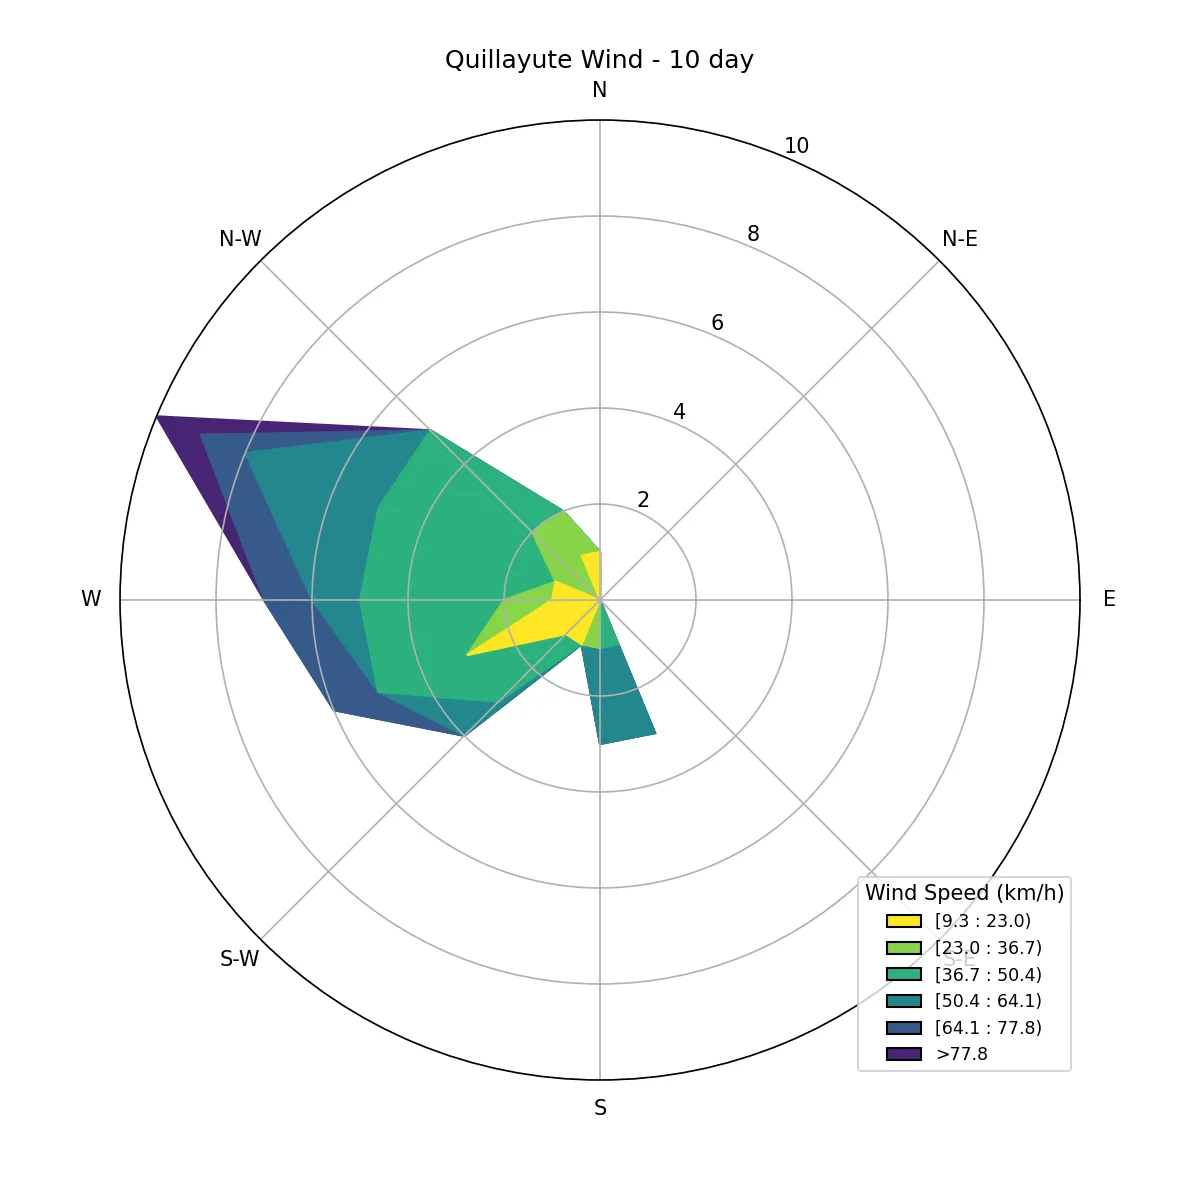 Quillayute Wind - 10 day
N
10
N-W
8
N-E
6
4
2
W
E
Wind Speed (km/h)
[9.3 : 23.0)
[23.0 : 36.7)
S-W
S-E
[36.7 : 50.4)
[50.4 : 64.1)
[64.1 : 77.8)
>77.8
S